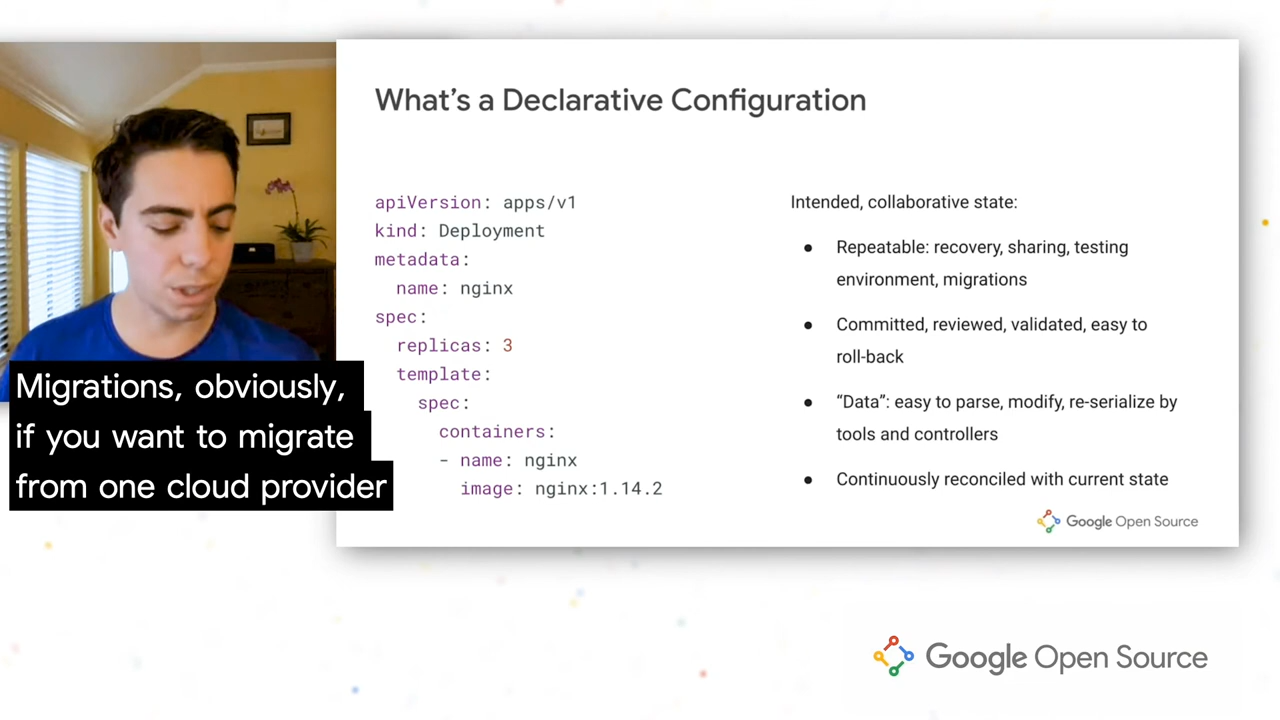 What's a Declarative Configuration
apiVersion: apps/v1
kind: Deployment
metadata:
  name: nginx
spec:
  replicas: 3
  template:
    spec:
      containers:
      - name: nginx
        image: nginx:1.14.2
Intended, collaborative state:
● Repeatable: recovery, sharing, testing
environment, migrations
● Committed, reviewed, validated, easy to
roll-back
● “Data”: easy to parse, modify, re-serialize by
tools and controllers
● Continuously reconciled with current state
Google Open Source
Migrations, obviously,
if you want to migrate
from one cloud provider
Google Open Source